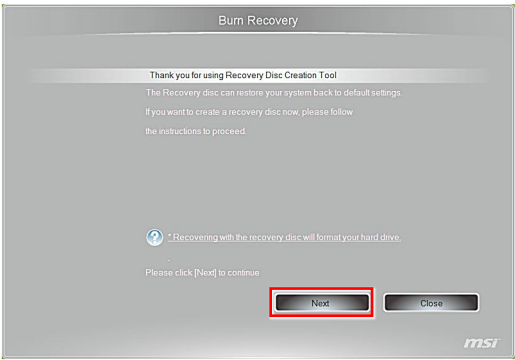 Burn Recovery
Thank you for using Recovery Disc Creation Tool
The Recovery disc can restore your system back to default settings.
If you want to create a recovery disc now, please follow
the instructions to proceed.
* Recovering with the recovery disc will format your hard drive.
.
Please click [Next] to continue
Next
Close
msi